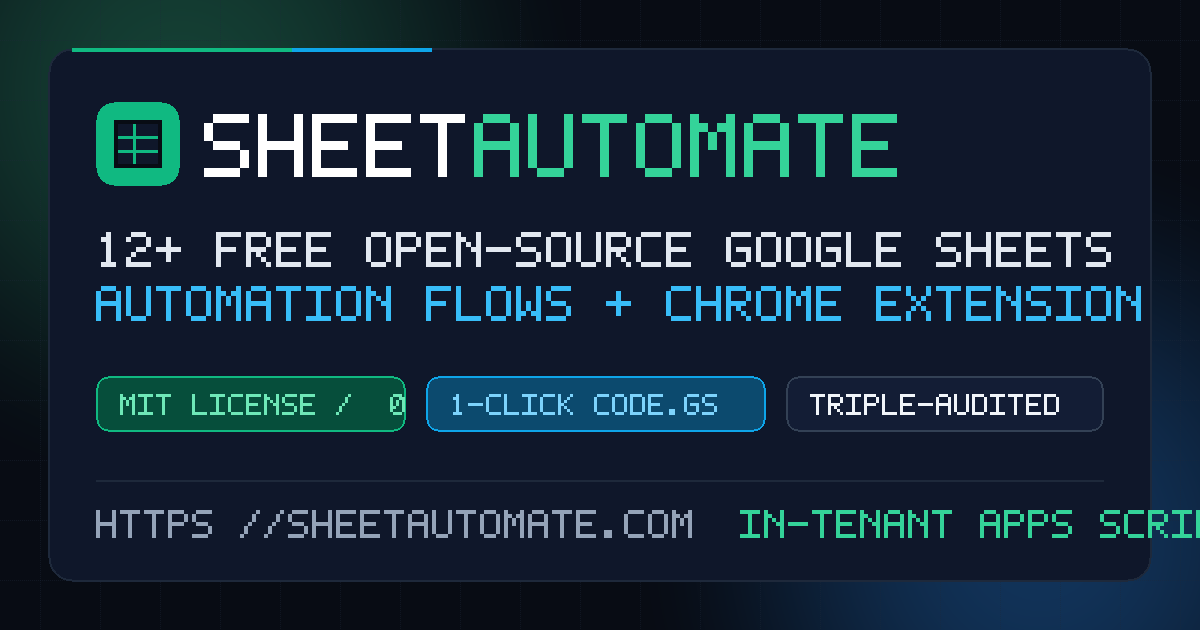 SHEETAUTOMATE
12+ FREE OPEN-SOURCE GOOGLE SHEETS
AUTOMATION FLOWS + CHROME EXTENSION
MIT LICENSE / 0
1-CLICK CODE.GS
TRIPLE-AUDITED
HTTPS //SHEETAUTOMATE.COM
IN-TENANT APPS SCRI